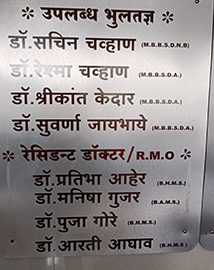 * उपलब्ध भुलतज्ञ *
डॉ.सचिन चव्हाण (M.B.B.S.D.N.B)
डॉ.रेश्मा चव्हाण (M.B.B.S.D.A.)
डॉ.श्रीकांत केदार (M.B.B.S.D.A.)
डॉ.सुवर्णा जायभाये (M.B.B.S.D.A.)
* रेसिडन्ट डॉक्टर/R.M.O *
डॉ.प्रतिभा आहेर (B.H.M.S.)
डॉ.मनिषा गुजर (B.A.M.S.)
डॉ.पुजा गोरे (B.H.M.S.)
डॉ.आरती आघाव (B.H.M.S)